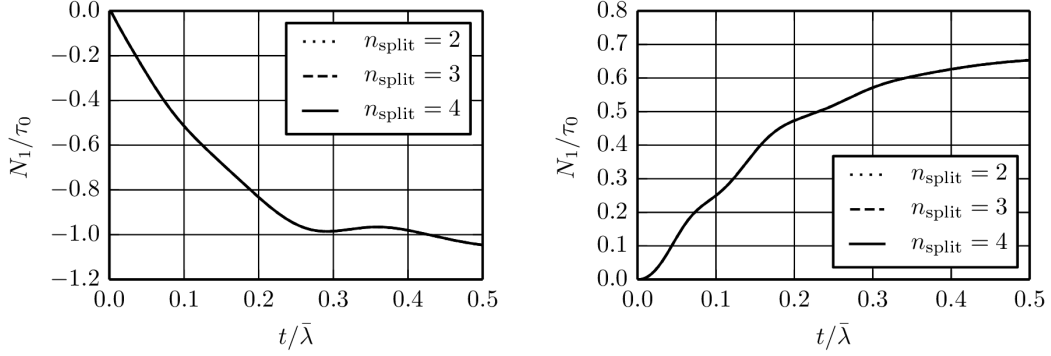 0.0
−0.2
−0.4
−0.6
−0.8
−1.0
−1.2
N₁/τ₀
n_split = 2
n_split = 3
n_split = 4
0.0 0.1 0.2 0.3 0.4 0.5
t/λ̄
0.8
0.7
0.6
0.5
0.4
0.3
0.2
0.1
0.0
N₁/τ₀
n_split = 2
n_split = 3
n_split = 4
0.0 0.1 0.2 0.3 0.4 0.5
t/λ̄